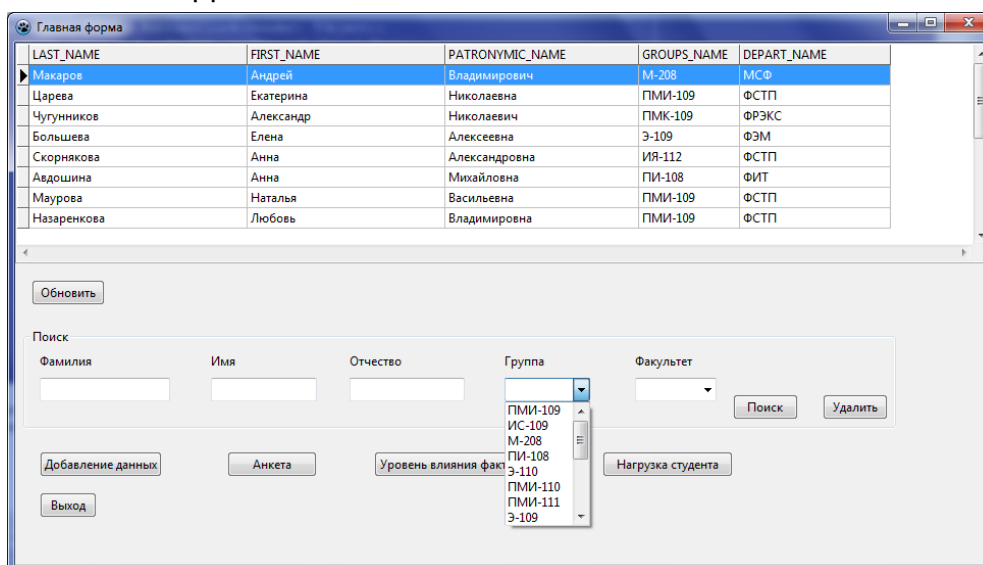 Главная форма
LAST_NAME FIRST_NAME PATRONYMIC_NAME GROUPS_NAME DEPART_NAME
Макаров Андрей Владимирович М-208 МСФ
Царева Екатерина Николаевна ПМИ-109 ФСТП
Чугунников Александр Николаевич ПМК-109 ФРЭКС
Большева Елена Алексеевна Э-109 ФЭМ
Скорнякова Анна Александровна ИЯ-112 ФСТП
Авдошина Анна Михайловна ПИ-108 ФИТ
Маурова Наталья Васильевна ПМИ-109 ФСТП
Назаренкова Любовь Владимировна ПМИ-109 ФСТП
Обновить
Поиск
Фамилия Имя Отчество Группа Факультет
Поиск Удалить
ПМИ-109
ИС-109
М-208
ПИ-108
Э-110
ПМИ-110
ПМИ-111
Э-109
Добавление данных Анкета Уровень влияния факт Нагрузка студента
Выход